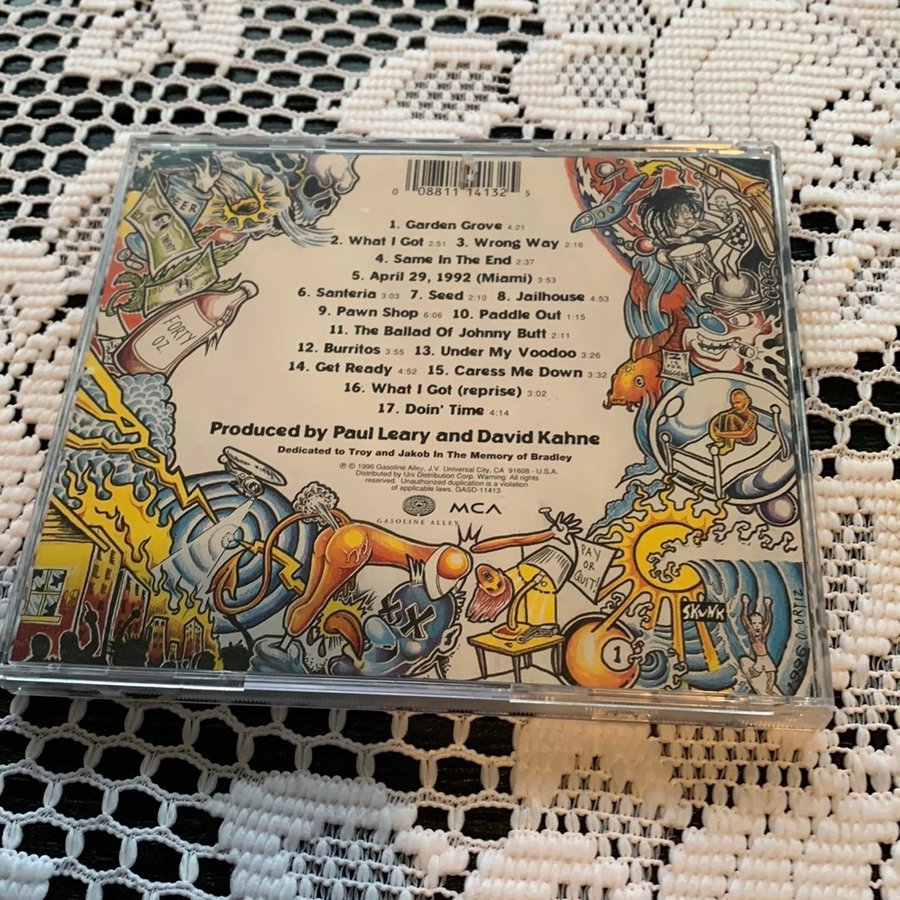 0 08811 14132 5
1. Garden Grove 4:21
2. What I Got 2:51 3. Wrong Way 2:16
4. Same In The End 2:37
5. April 29, 1992 (Miami) 3:53
6. Santeria 3:03 7. Seed 2:10 8. Jailhouse 4:53
9. Pawn Shop 6:06 10. Paddle Out 1:15
11. The Ballad Of Johnny Butt 2:11
12. Burritos 3:55 13. Under My Voodoo 3:26
14. Get Ready 4:52 15. Caress Me Down 3:32
16. What I Got (reprise) 3:02
17. Doin' Time 4:14
Produced by Paul Leary and David Kahne
Dedicated to Troy and Jakob In The Memory of Bradley
℗ © 1996 Gasoline Alley, J.V. Universal City, CA 91608 - U.S.A.
Distributed by Uni Distribution Corp. Warning: All rights
reserved. Unauthorized duplication is a violation
of applicable laws. GASD-11413
GASOLINE ALLEY
MCA
BEER
FORTY
OZ
PAY
OR
QUIT!
SKUNK
1
1996 O. ORTIZ